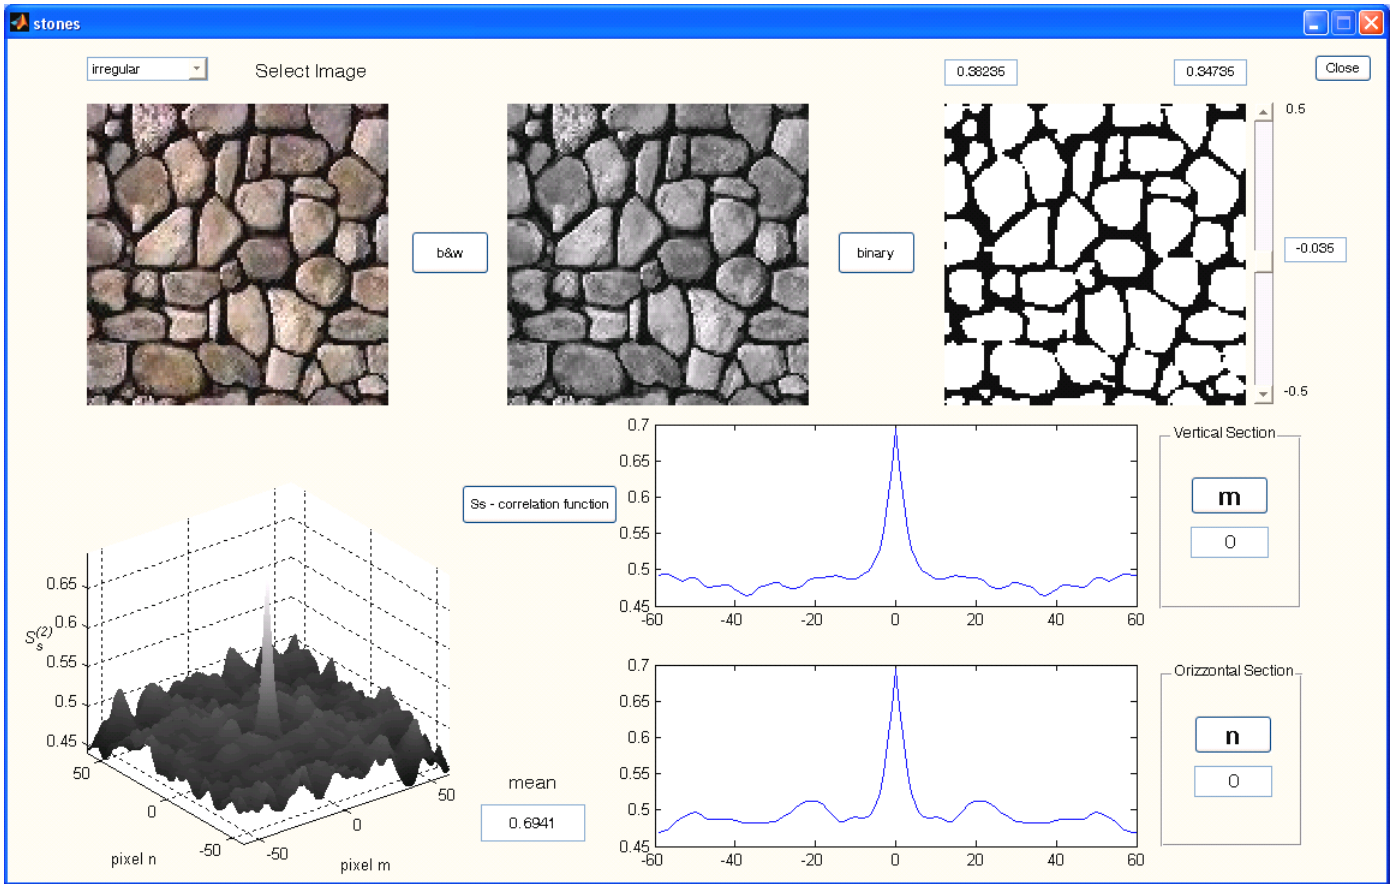 stones
irregular
Select Image
0.38235
0.34735
Close
0.5
b&w
binary
-0.035
-0.5
0.7
0.65
0.6
0.55
0.5
0.45
-60 -40 -20 0 20 40 60
Vertical Section
m
0
Ss - correlation function
0.65
0.6
0.55
0.5
0.45
S_s^(2)
50 0 -50
pixel n
-50 0 50
pixel m
mean
0.6941
0.7
0.65
0.6
0.55
0.5
0.45
-60 -40 -20 0 20 40 60
Orizzontal Section
n
0